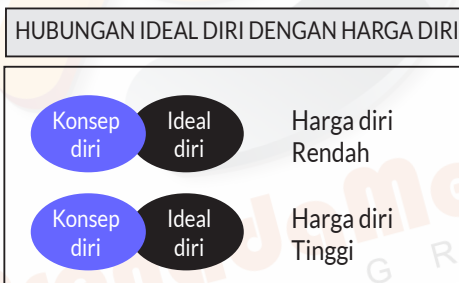 HUBUNGAN IDEAL DIRI DENGAN HARGA DIRI
Konsep
diri
Ideal
diri
Harga diri
Rendah
Konsep
diri
Ideal
diri
Harga diri
Tinggi